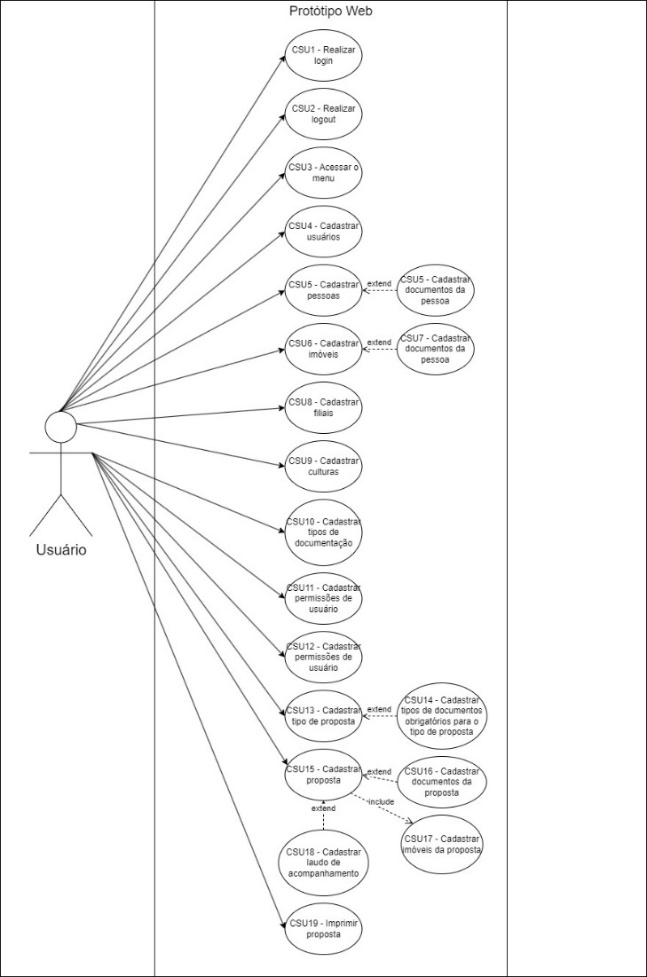 Protótipo Web
CSU1 - Realizar
login
CSU2 - Realizar
logout
CSU3 - Acessar o
menu
CSU4 - Cadastrar
usuários
CSU5 - Cadastrar
pessoas
extend
CSU5 - Cadastrar
documentos da
pessoa
CSU6 - Cadastrar
imóveis
extend
CSU7 - Cadastrar
documentos da
pessoa
CSU8 - Cadastrar
filiais
CSU9 - Cadastrar
culturas
Usuário
CSU10 - Cadastrar
tipos de
documentação
CSU11 - Cadastrar
permissões de
usuário
CSU12 - Cadastrar
permissões de
usuário
CSU13 - Cadastrar
tipo de proposta
extend
CSU14 - Cadastrar
tipos de documentos
obrigatórios para o
tipo de proposta
CSU15 - Cadastrar
proposta
extend
CSU16 - Cadastrar
documentos da
proposta
include
extend
CSU17 - Cadastrar
imóveis da proposta
CSU18 - Cadastrar
laudo de
acompanhamento
CSU19 - Imprimir
proposta